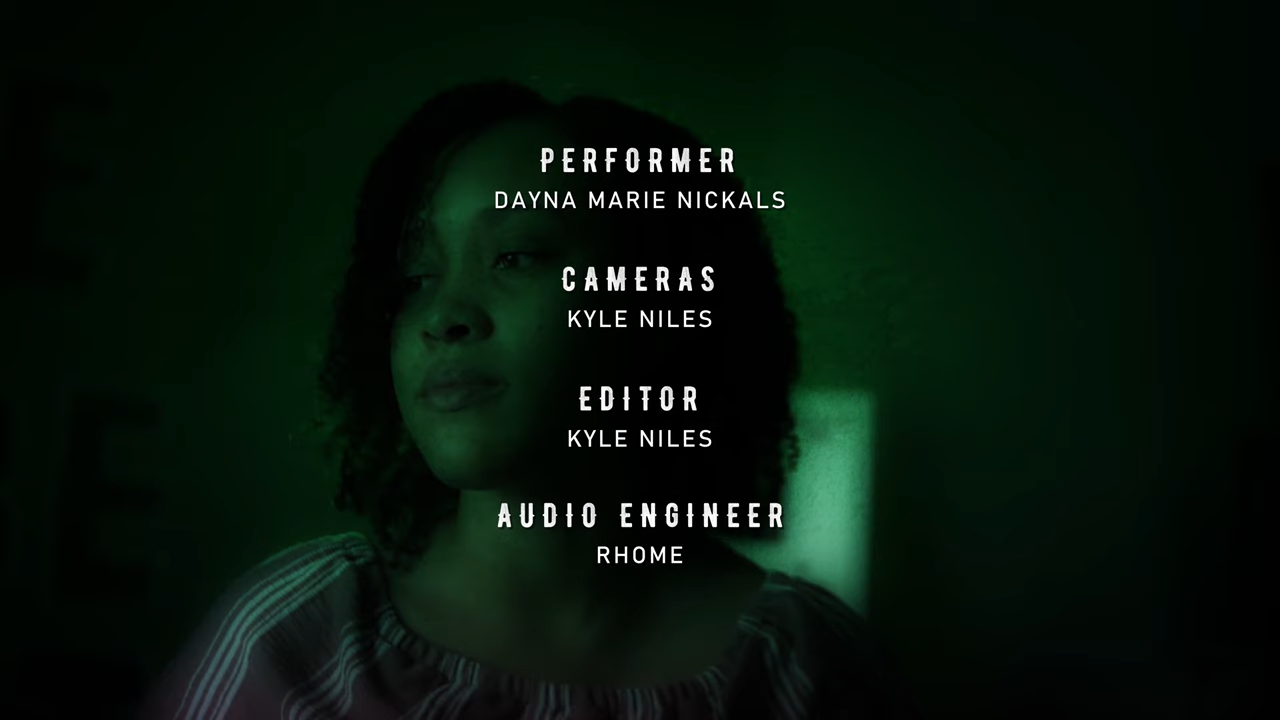 PERFORMER
DAYNA MARIE NICKALS
CAMERAS
KYLE NILES
EDITOR
KYLE NILES
AUDIO ENGINEER
RHOME